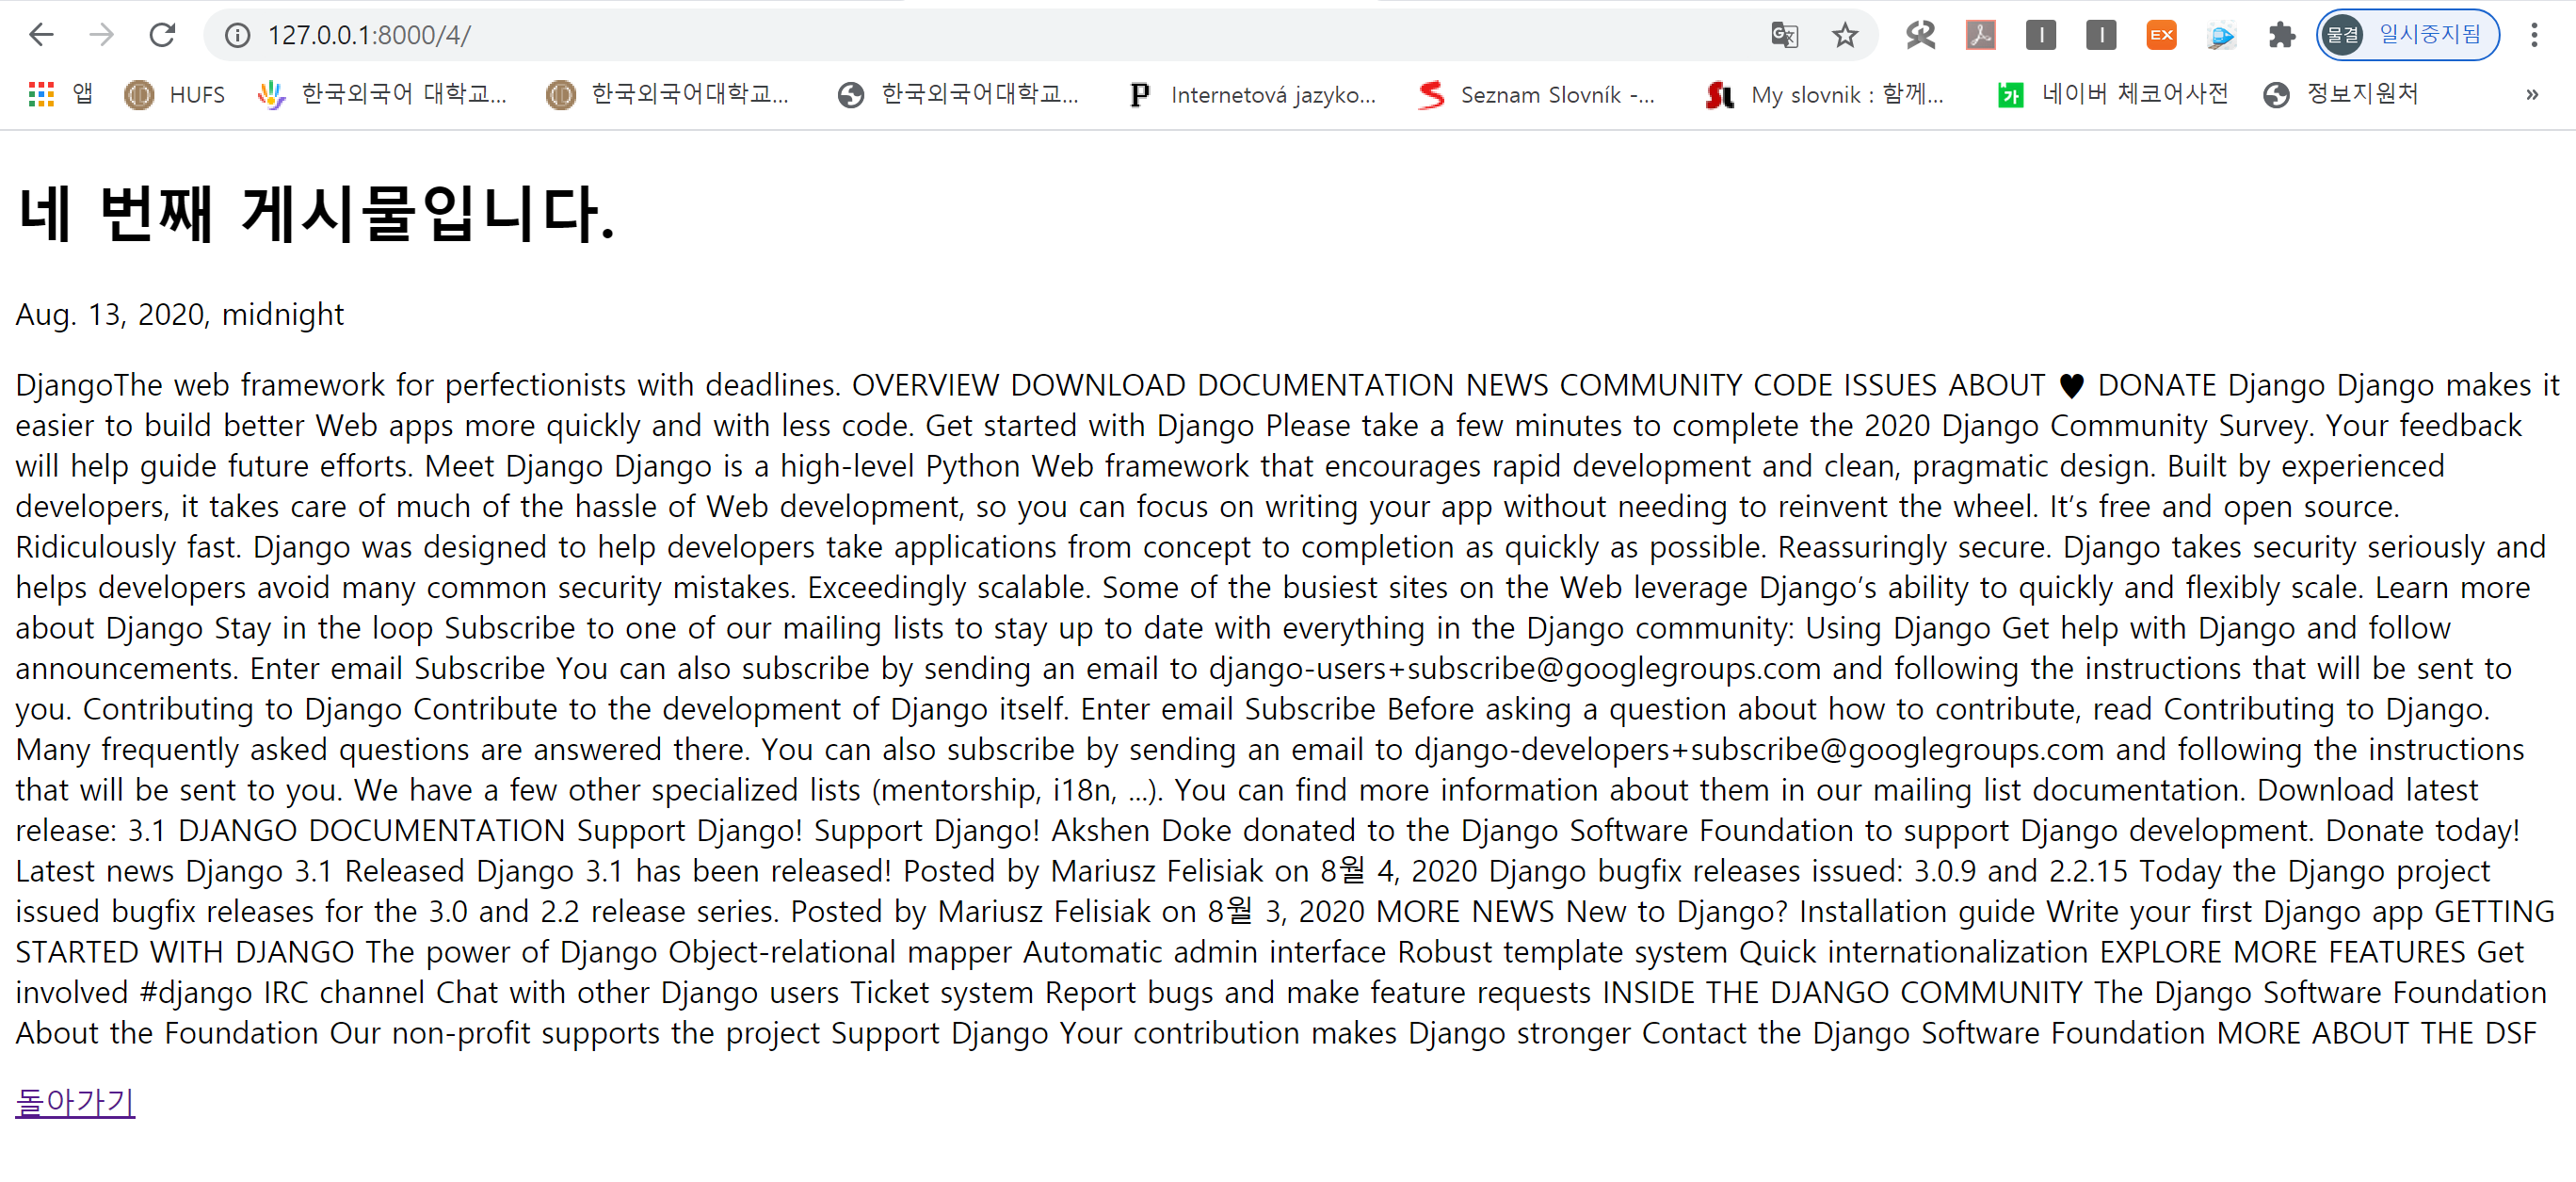 127.0.0.1:8000/4/
EX
물결 일시중지됨
앱 HUFS 한국외국어 대학교... 한국외국어대학교... 한국외국어대학교... Internetová jazyko... Seznam Slovník -... My slovnik : 함께... 네이버 체코어사전 정보지원처 »
네 번째 게시물입니다.
Aug. 13, 2020, midnight
DjangoThe web framework for perfectionists with deadlines. OVERVIEW DOWNLOAD DOCUMENTATION NEWS COMMUNITY CODE ISSUES ABOUT ♥ DONATE Django Django makes it
easier to build better Web apps more quickly and with less code. Get started with Django Please take a few minutes to complete the 2020 Django Community Survey. Your feedback
will help guide future efforts. Meet Django Django is a high-level Python Web framework that encourages rapid development and clean, pragmatic design. Built by experienced
developers, it takes care of much of the hassle of Web development, so you can focus on writing your app without needing to reinvent the wheel. It’s free and open source.
Ridiculously fast. Django was designed to help developers take applications from concept to completion as quickly as possible. Reassuringly secure. Django takes security seriously and
helps developers avoid many common security mistakes. Exceedingly scalable. Some of the busiest sites on the Web leverage Django’s ability to quickly and flexibly scale. Learn more
about Django Stay in the loop Subscribe to one of our mailing lists to stay up to date with everything in the Django community: Using Django Get help with Django and follow
announcements. Enter email Subscribe You can also subscribe by sending an email to django-users+subscribe@googlegroups.com and following the instructions that will be sent to
you. Contributing to Django Contribute to the development of Django itself. Enter email Subscribe Before asking a question about how to contribute, read Contributing to Django.
Many frequently asked questions are answered there. You can also subscribe by sending an email to django-developers+subscribe@googlegroups.com and following the instructions
that will be sent to you. We have a few other specialized lists (mentorship, i18n, ...). You can find more information about them in our mailing list documentation. Download latest
release: 3.1 DJANGO DOCUMENTATION Support Django! Support Django! Akshen Doke donated to the Django Software Foundation to support Django development. Donate today!
Latest news Django 3.1 Released Django 3.1 has been released! Posted by Mariusz Felisiak on 8월 4, 2020 Django bugfix releases issued: 3.0.9 and 2.2.15 Today the Django project
issued bugfix releases for the 3.0 and 2.2 release series. Posted by Mariusz Felisiak on 8월 3, 2020 MORE NEWS New to Django? Installation guide Write your first Django app GETTING
STARTED WITH DJANGO The power of Django Object-relational mapper Automatic admin interface Robust template system Quick internationalization EXPLORE MORE FEATURES Get
involved #django IRC channel Chat with other Django users Ticket system Report bugs and make feature requests INSIDE THE DJANGO COMMUNITY The Django Software Foundation
About the Foundation Our non-profit supports the project Support Django Your contribution makes Django stronger Contact the Django Software Foundation MORE ABOUT THE DSF
돌아가기